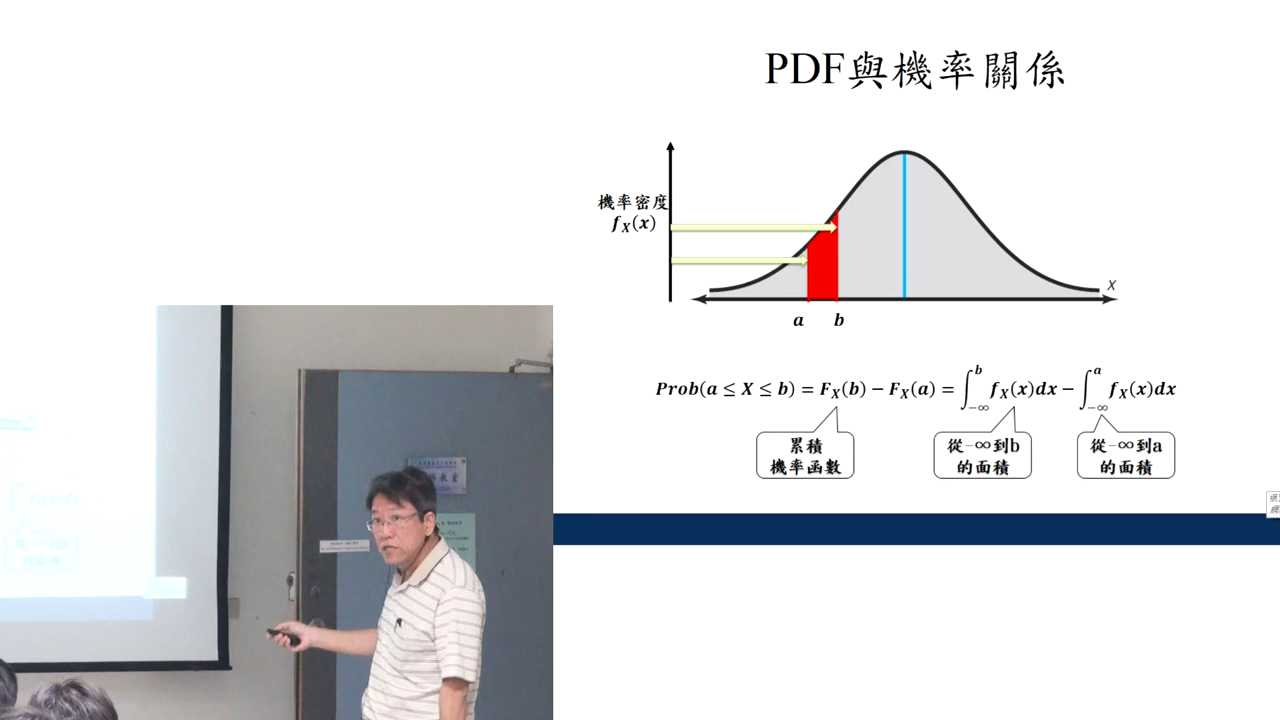 PDF與機率關係
機率密度
f_X(x)
X
a b
Prob(a ≤ X ≤ b) = F_X(b) − F_X(a) = ∫_{−∞}^{b} f_X(x)dx − ∫_{−∞}^{a} f_X(x)dx
累積
機率函數
從−∞到b
的面積
從−∞到a
的面積
教室